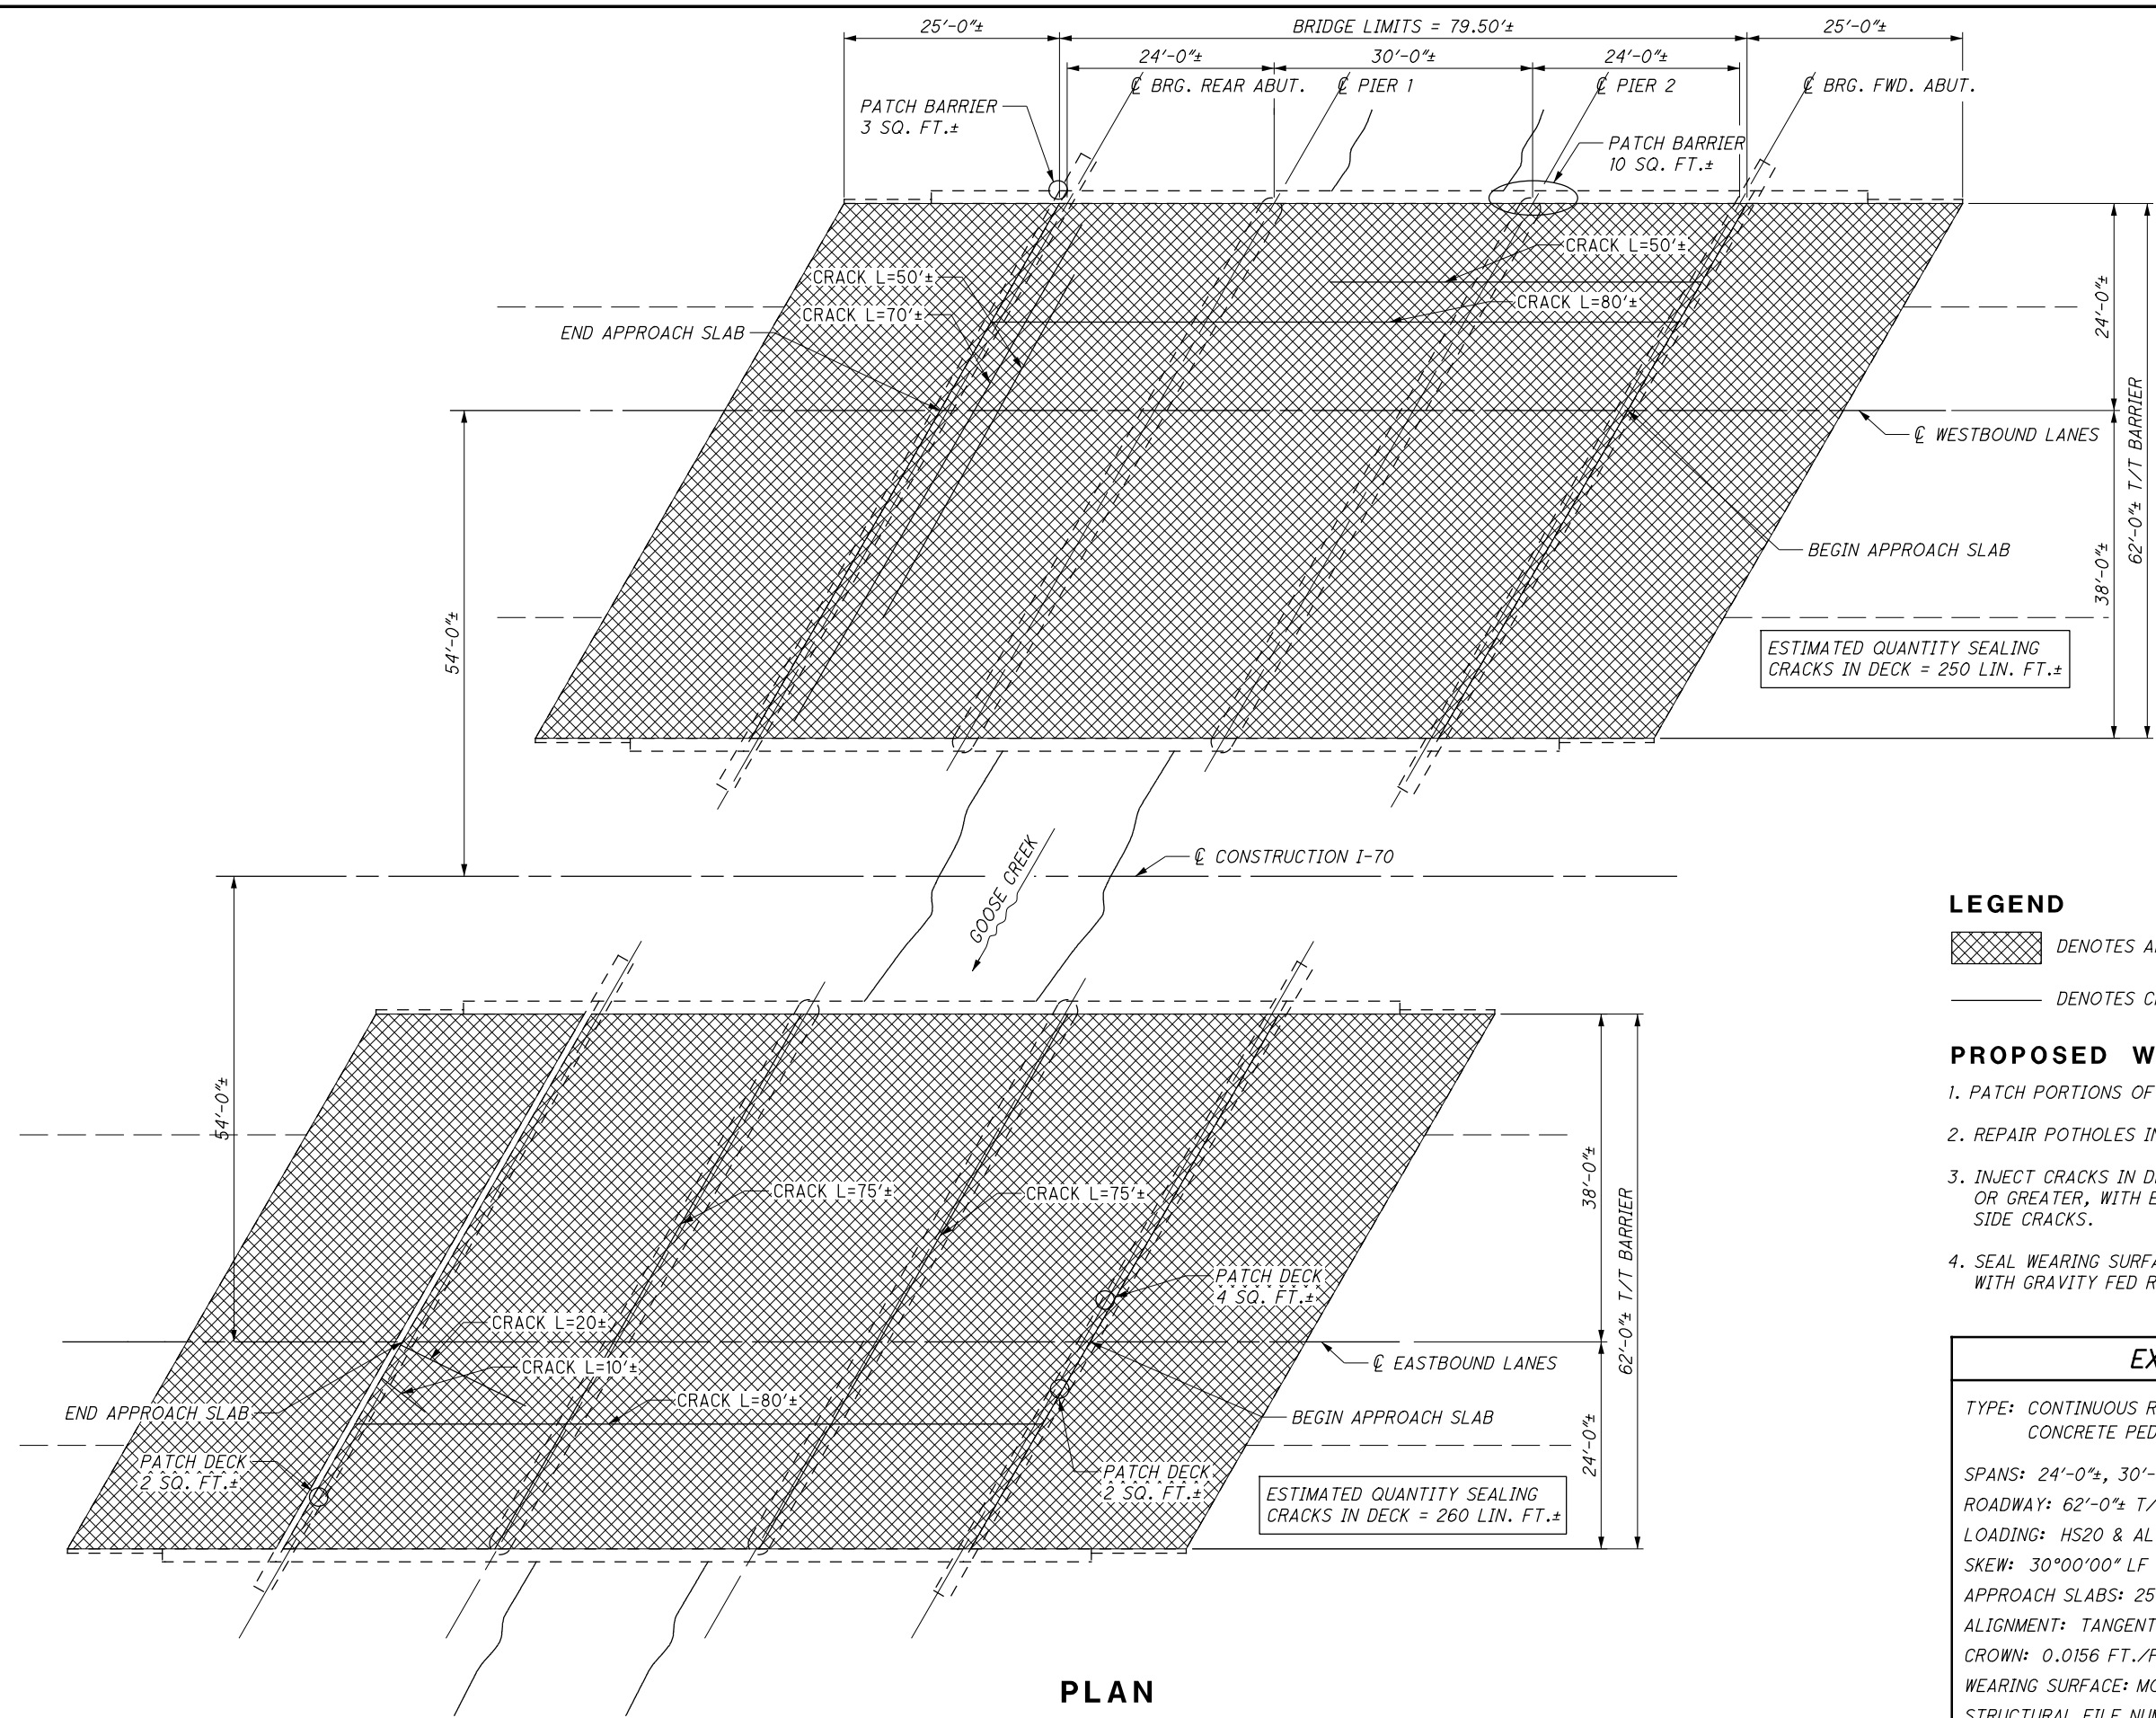 25'-0"±
BRIDGE LIMITS = 79.50'±
25'-0"±
24'-0"±
30'-0"±
24'-0"±
℄ BRG. REAR ABUT.
℄ PIER 1
℄ PIER 2
℄ BRG. FWD. ABUT.
PATCH BARRIER
3 SQ. FT.±
PATCH BARRIER
10 SQ. FT.±
CRACK L=50'±
CRACK L=50'±
CRACK L=80'±
CRACK L=70'±
END APPROACH SLAB
24'-0"±
℄ WESTBOUND LANES
62'-0"± T/T BARRIER
BEGIN APPROACH SLAB
38'-0"±
54'-0"±
ESTIMATED QUANTITY SEALING
CRACKS IN DECK = 250 LIN. FT.±
℄ CONSTRUCTION I-70
GOOSE CREEK
54'-0"±
38'-0"±
62'-0"± T/T BARRIER
CRACK L=75'±
CRACK L=75'±
PATCH DECK
4 SQ. FT.±
CRACK L=20±
CRACK L=10'±
℄ EASTBOUND LANES
CRACK L=80'±
END APPROACH SLAB
BEGIN APPROACH SLAB
24'-0"±
PATCH DECK
2 SQ. FT.±
PATCH DECK
2 SQ. FT.±
ESTIMATED QUANTITY SEALING
CRACKS IN DECK = 260 LIN. FT.±
PLAN
LEGEND
DENOTES
DENOTES
PROPOSED
1. PATCH PORTIONS OF
2. REPAIR POTHOLES
3. INJECT CRACKS IN
OR GREATER, WITH
SIDE CRACKS.
4. SEAL WEARING
WITH GRAVITY FED
TYPE: CONTINUOUS
CONCRETE
SPANS: 24'-0"±, 30'-
ROADWAY: 62'-0"± T/
LOADING: HS20 &
SKEW: 30°00'00" LF
APPROACH SLABS: 25
ALIGNMENT: TANGENT
CROWN: 0.0156 FT./F
WEARING SURFACE:
STRUCTURAL FILE